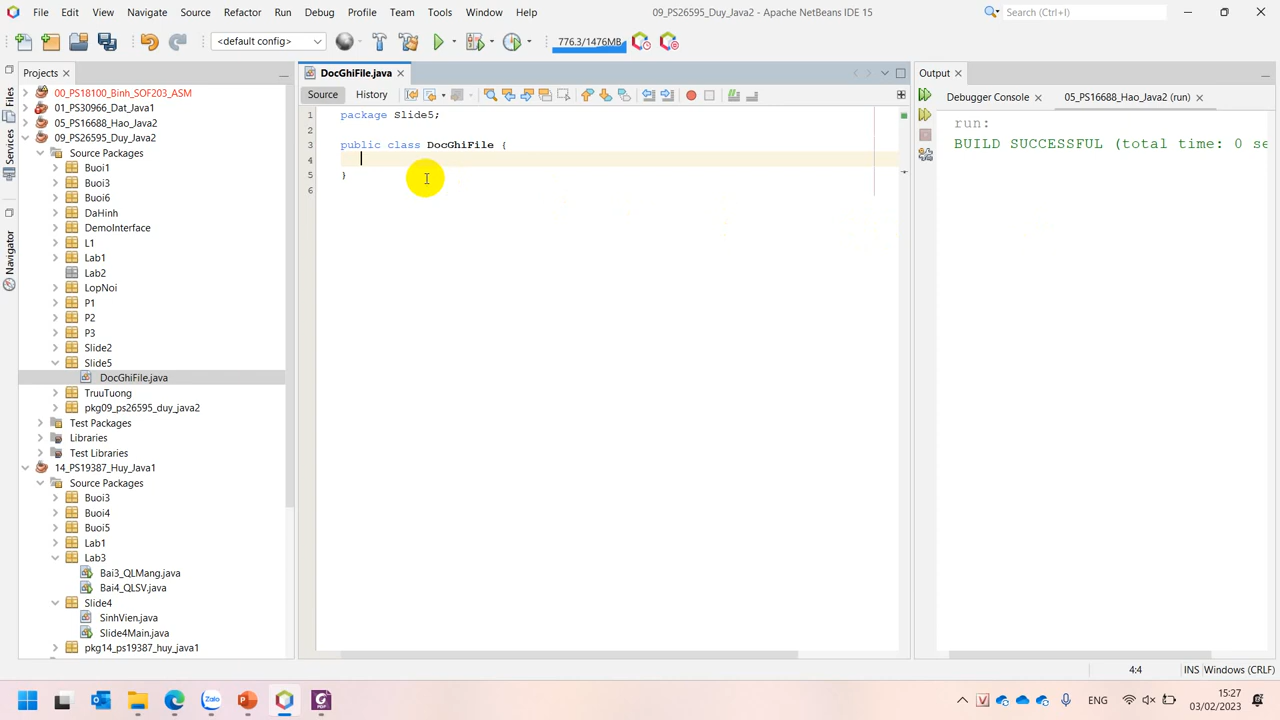 File Edit View Navigate Source Refactor Run Debug Profile Team Tools Window Help
09_PS26595_Duy_Java2 - Apache NetBeans IDE 15
Search (Ctrl+I)
<default config>
776.3/1476MB
Projects
DocGhiFile.java
Output
Source History
Debugger Console
05_PS16688_Hao_Java2 (run)
Files
Services
Navigator
00_PS18100_Binh_SOF203_ASM
01_PS30966_Dat_Java1
05_PS16688_Hao_Java2
09_PS26595_Duy_Java2
Source Packages
Buoi1
Buoi3
Buoi6
DaHinh
DemoInterface
L1
Lab1
Lab2
LopNoi
P1
P2
P3
Slide2
Slide5
DocGhiFile.java
TruuTuong
pkg09_ps26595_duy_java2
Test Packages
Libraries
Test Libraries
14_PS19387_Huy_Java1
Source Packages
Buoi3
Buoi4
Buoi5
Lab1
Lab3
Bai3_QLMang.java
Bai4_QLSV.java
Slide4
SinhVien.java
Slide4Main.java
pkg14_ps19387_huy_java1
1 package Slide5;
2
3 public class DocGhiFile {
4
5 }
6
run:
BUILD SUCCESSFUL (total time: 0 se
4:4
INS
Windows (CRLF)
Zalo
PDF
ENG
15:27
03/02/2023